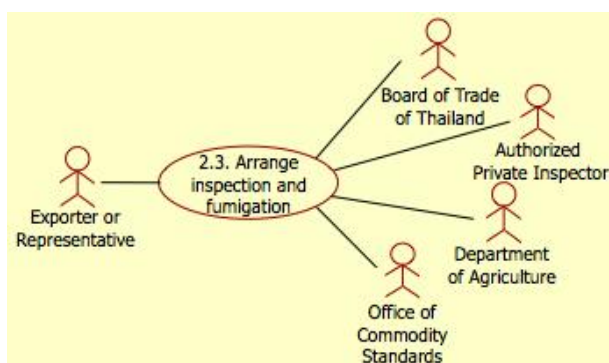 Board of Trade
of Thailand
Authorized
Private Inspector
2.3. Arrange
inspection and
fumigation
Exporter or
Representative
Department
of Agriculture
Office of
Commodity
Standards